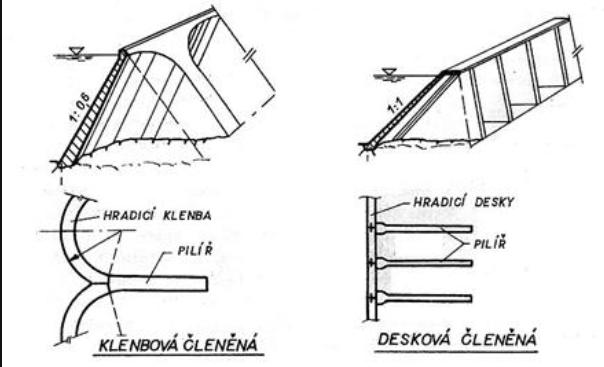 1:0,6
HRADICÍ KLENBA
PILÍŘ
KLENBOVÁ ČLENĚNÁ
1:1
HRADICÍ DESKY
PILÍŘ
DESKOVÁ ČLENĚNÁ